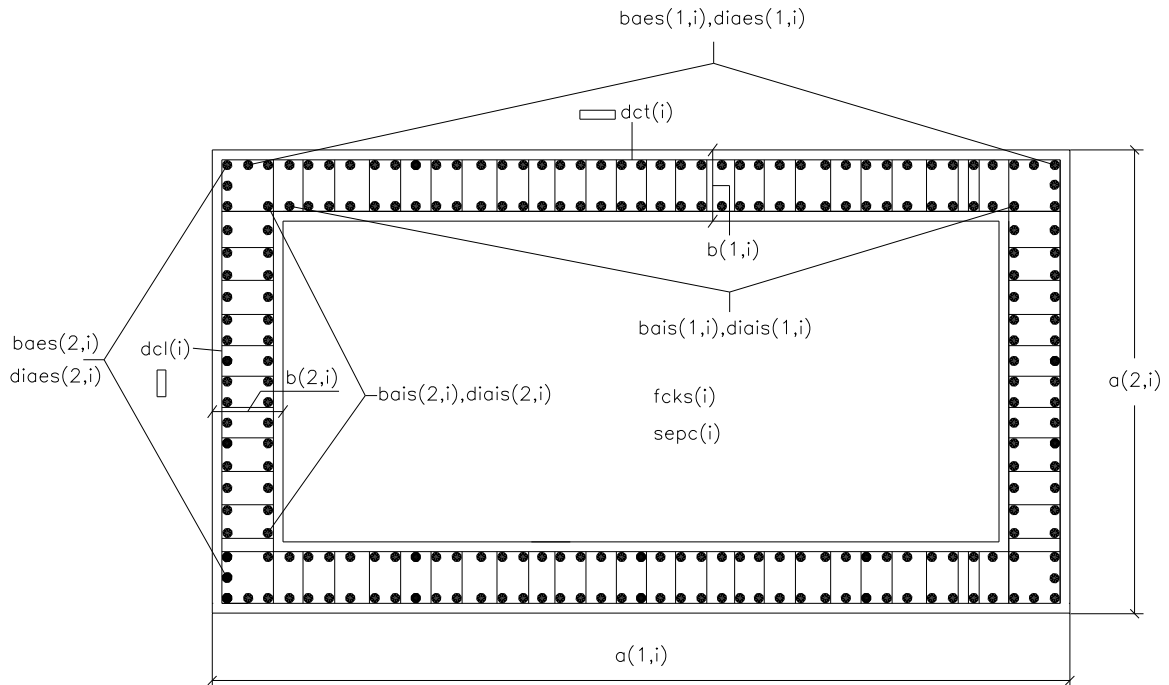 baes(1,i),diaes(1,i)
dct(i)
b(1,i)
bais(1,i),diais(1,i)
baes(2,i)
diaes(2,i)
dcl(i)
b(2,i)
bais(2,i),diais(2,i)
fcks(i)
sepc(i)
a(2,i)
a(1,i)